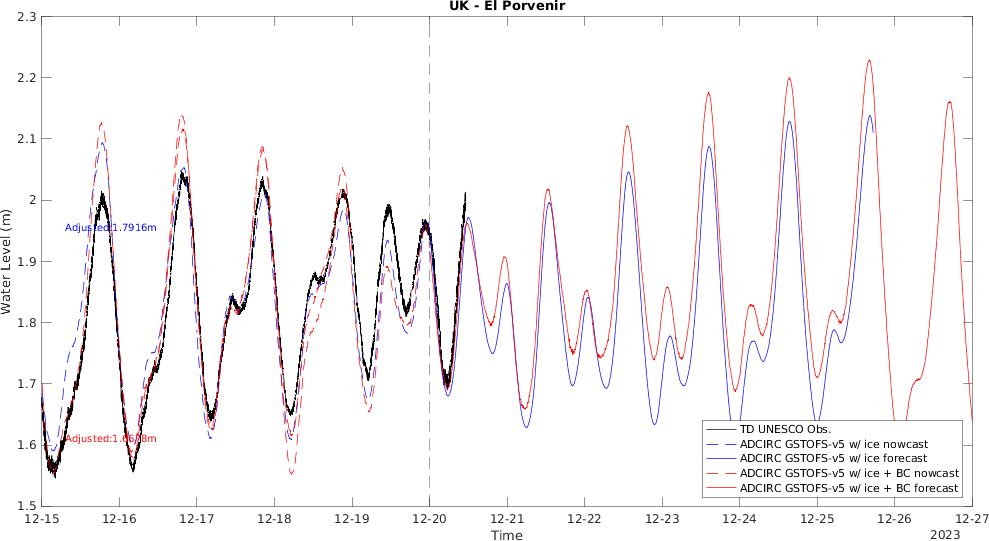 UK - El Porvenir
2.3
2.2
2.1
2
1.9
1.8
1.7
1.6
1.5
Water Level (m)
Adjusted:1.7916m
12-15
12-16
12-17
12-18
12-19
12-20
12-21
12-22
12-23
12-24
12-25
12-26
12-27
Time
2023
TD UNESCO Obs.
ADCIRC GSTOFS-v5 w/ ice nowcast
ADCIRC GSTOFS-v5 w/ ice forecast
ADCIRC GSTOFS-v5 w/ ice + BC nowcast
ADCIRC GSTOFS-v5 w/ ice + BC forecast